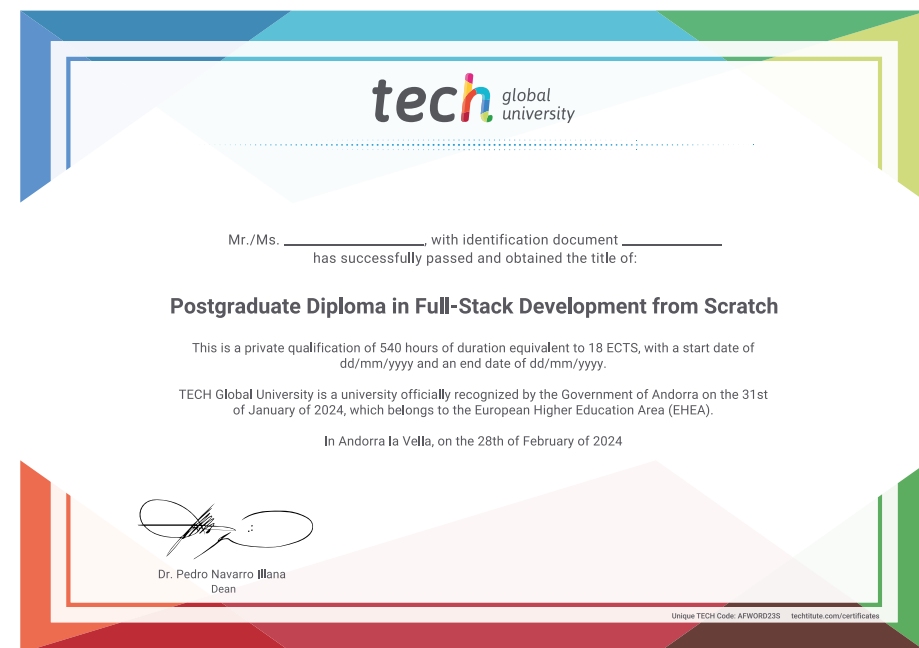 tech global university
Mr./Ms. ____________________, with identification document ______________
has successfully passed and obtained the title of:
Postgraduate Diploma in Full-Stack Development from Scratch
This is a private qualification of 540 hours of duration equivalent to 18 ECTS, with a start date of
dd/mm/yyyy and an end date of dd/mm/yyyy.
TECH Global University is a university officially recognized by the Government of Andorra on the 31st
of January of 2024, which belongs to the European Higher Education Area (EHEA).
In Andorra la Vella, on the 28th of February of 2024
Dr. Pedro Navarro Illana
Dean
Unique TECH Code: AFWORD23S techtitute.com/certificates